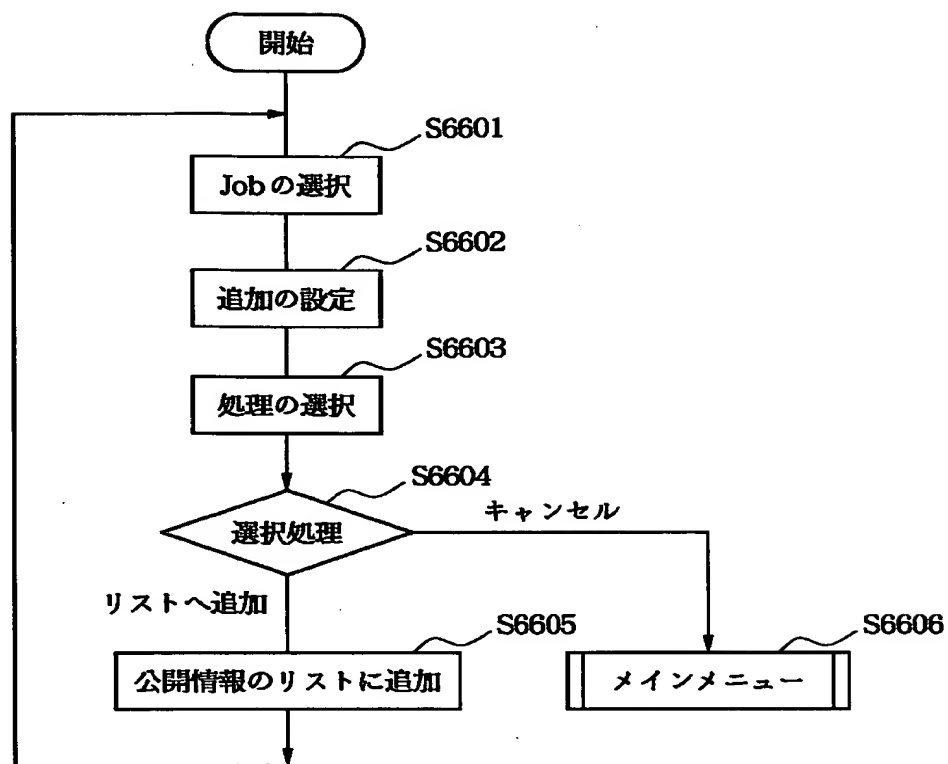 開始
S6601
Jobの選択
S6602
追加の設定
S6603
処理の選択
S6604
選択処理
キャンセル
リストへ追加
S6605
公開情報のリストに追加
S6606
メインメニュー